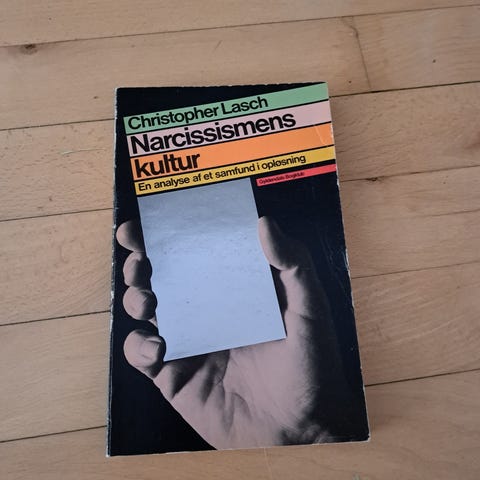 Christopher Lasch
Narcissismens
kultur
En analyse af et samfund i opløsning
Gyldendals Bogklub